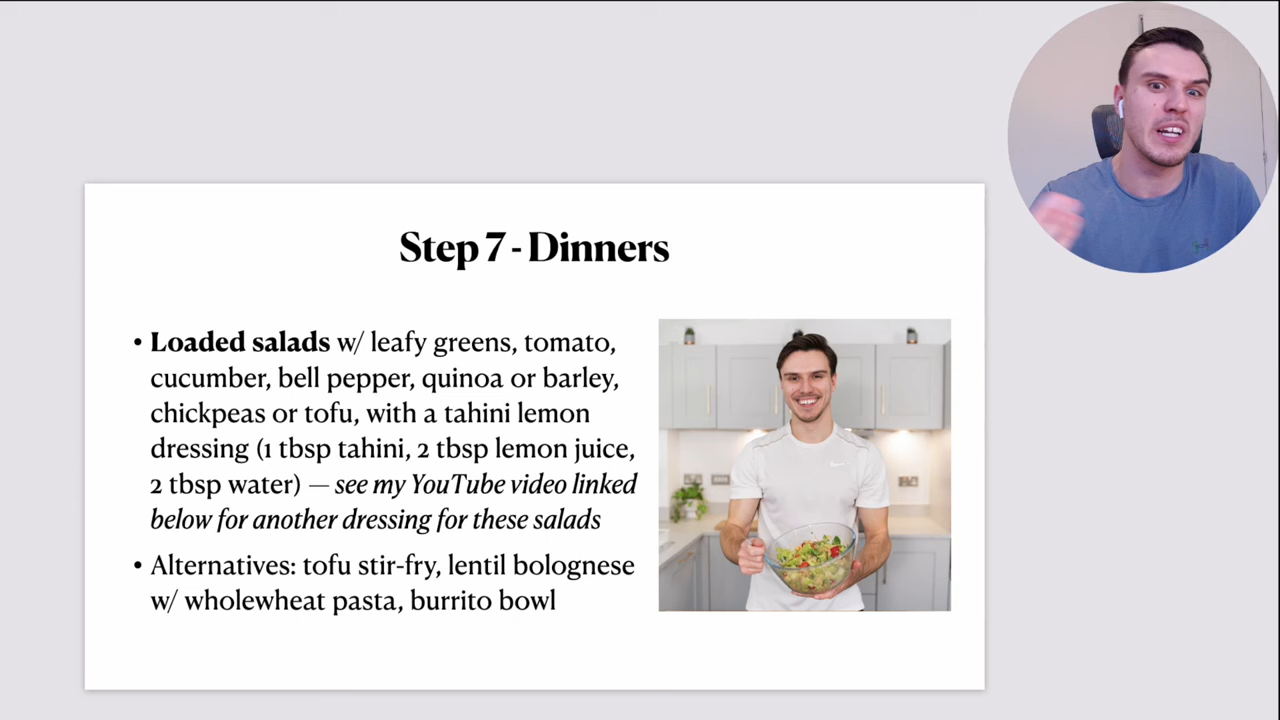 Step 7 - Dinners
• Loaded salads w/ leafy greens, tomato,
cucumber, bell pepper, quinoa or barley,
chickpeas or tofu, with a tahini lemon
dressing (1 tbsp tahini, 2 tbsp lemon juice,
2 tbsp water) — see my YouTube video linked
below for another dressing for these salads
• Alternatives: tofu stir-fry, lentil bolognese
w/ wholewheat pasta, burrito bowl